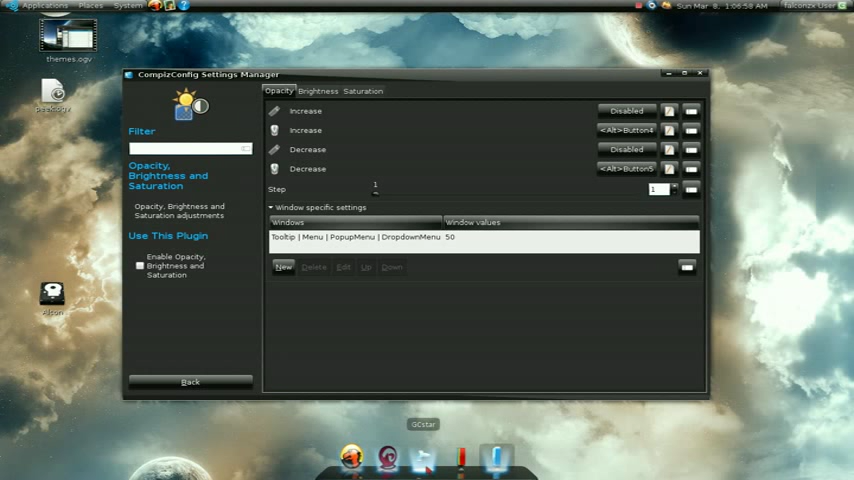 Applications Places System Sun Mar 8, 1:06:58 AM falconzx User
themes.ogv
CompizConfig Settings Manager
Opacity Brightness Saturation
Increase Disabled
Filter
Increase <Alt>Button4
Decrease Disabled
Opacity,
Brightness and
Saturation
Decrease <Alt>Button5
Step 1 1
Opacity, Brightness and
Saturation adjustments
Window specific settings
Windows Window values
Use This Plugin
Tooltip | Menu | PopupMenu | DropdownMenu 50
Enable Opacity,
Brightness and
Saturation
New Delete Edit Up Down
Back
GCstar